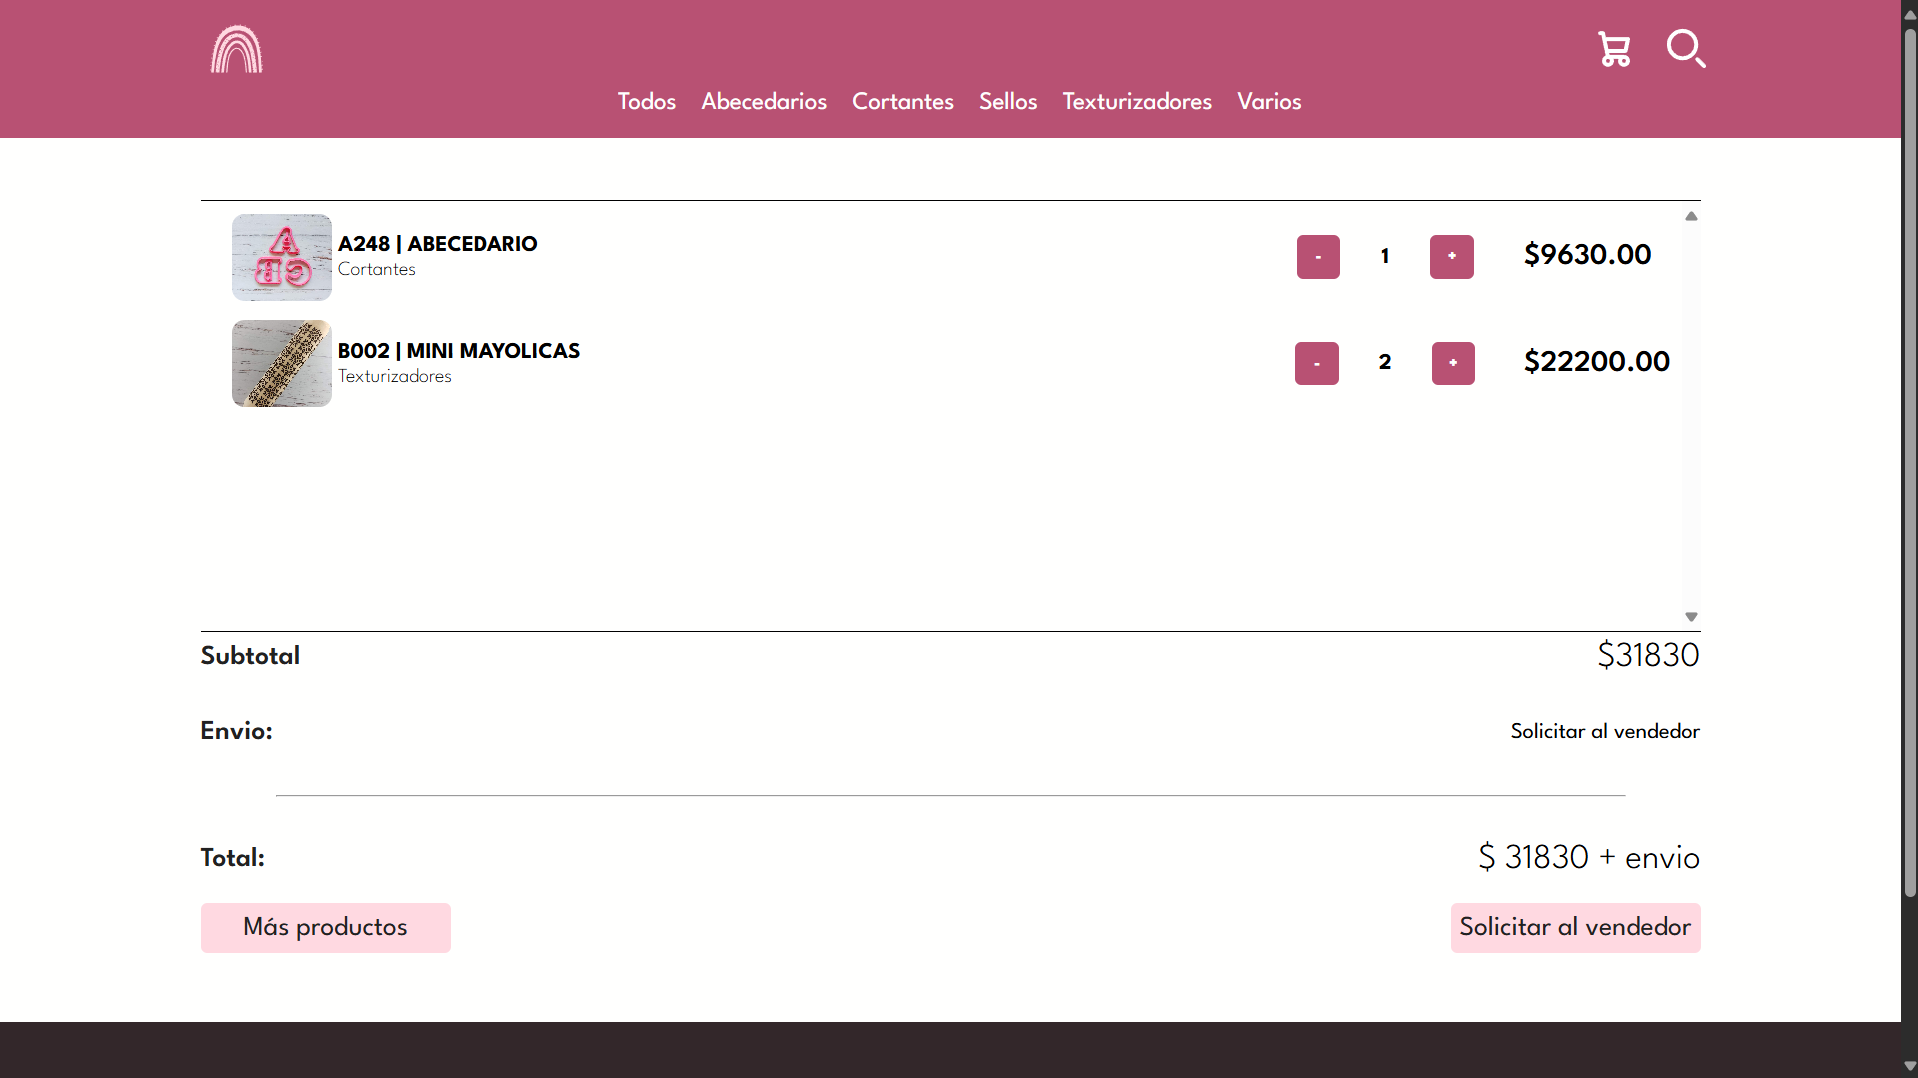 Todos Abecedarios Cortantes Sellos Texturizadores Varios
A248 | ABECEDARIO
Cortantes
- 1 + $9630.00
B002 | MINI MAYOLICAS
Texturizadores
- 2 + $22200.00
Subtotal $31830
Envio: Solicitar al vendedor
Total: $ 31830 + envio
Más productos Solicitar al vendedor